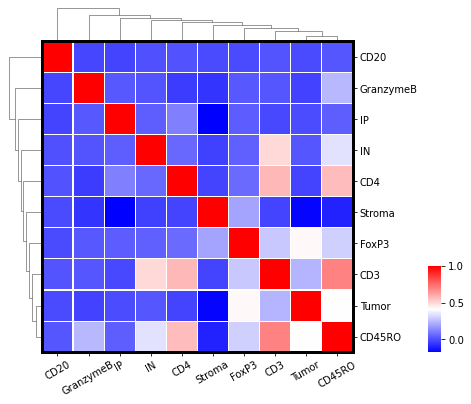 CD20
GranzymeB
IP
IN
CD4
Stroma
FoxP3
CD3
Tumor
CD45RO
1.0
0.5
0.0
CD20 GranzymeB IP IN CD4 Stroma FoxP3 CD3 Tumor CD45RO